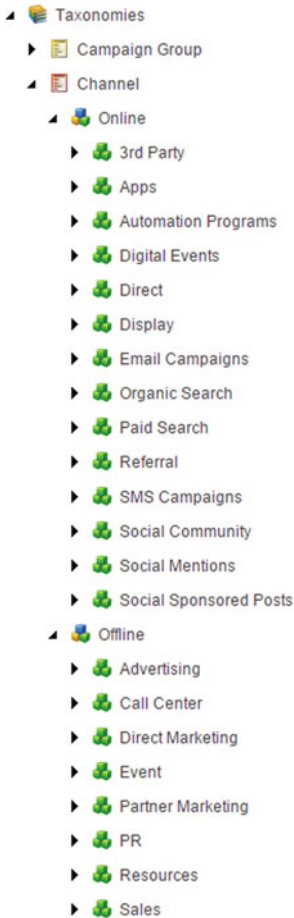 Taxonomies
Campaign Group
Channel
Online
3rd Party
Apps
Automation Programs
Digital Events
Direct
Display
Email Campaigns
Organic Search
Paid Search
Referral
SMS Campaigns
Social Community
Social Mentions
Social Sponsored Posts
Offline
Advertising
Call Center
Direct Marketing
Event
Partner Marketing
PR
Resources
Sales